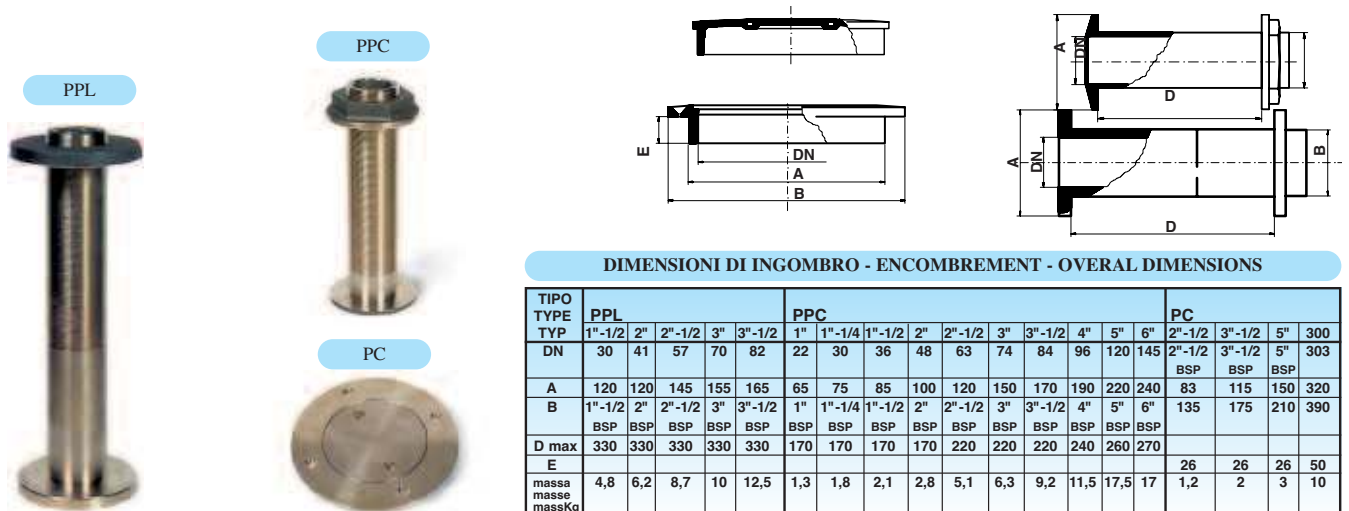 PPL
PPC
PC
A
DN
D
E
DN
A
B
A
DN
B
D
DIMENSIONI DI INGOMBRO - ENCOMBREMENT - OVERAL DIMENSIONS
TIPO
TYPE PPL PPC PC
TYP 1"-1/2 2" 2"-1/2 3" 3"-1/2 1" 1"-1/4 1"-1/2 2" 2"-1/2 3" 3"-1/2 4" 5" 6" 2"-1/2 3"-1/2 5" 300
DN 30 41 57 70 82 22 30 36 48 63 74 84 96 120 145 2"-1/2 3"-1/2 5" 303
BSP BSP BSP
A 120 120 145 155 165 65 75 85 100 120 150 170 190 220 240 83 115 150 320
B 1"-1/2 2" 2"-1/2 3" 3"-1/2 1" 1"-1/4 1"-1/2 2" 2"-1/2 3" 3"-1/2 4" 5" 6" 135 175 210 390
BSP BSP BSP BSP BSP BSP BSP BSP BSP BSP BSP BSP BSP BSP BSP
D max 330 330 330 330 330 170 170 170 170 220 220 220 240 260 270
E 26 26 26 50
massa 4,8 6,2 8,7 10 12,5 1,3 1,8 2,1 2,8 5,1 6,3 9,2 11,5 17,5 17 1,2 2 3 10
masse
massKg